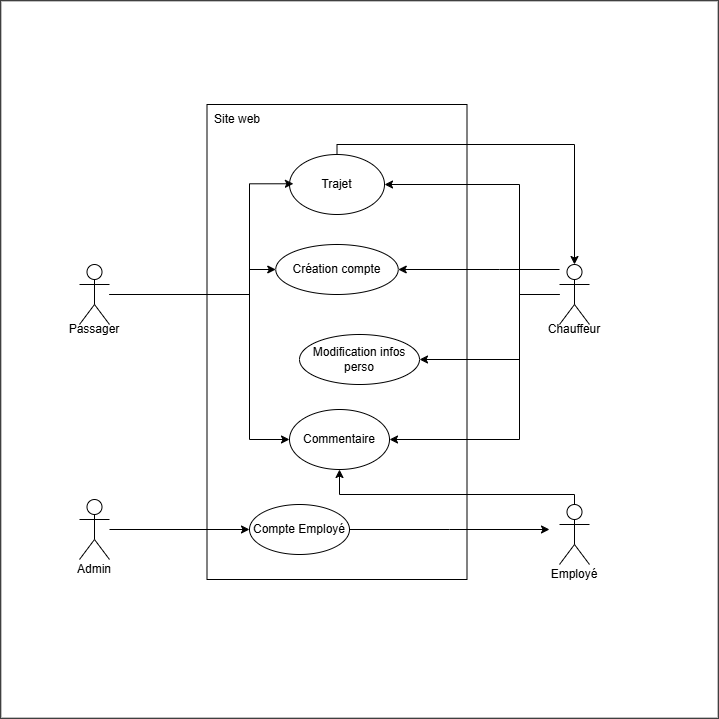 Site web
Trajet
Création compte
Passager
Chauffeur
Modification infos
perso
Commentaire
Compte Employé
Admin
Employé